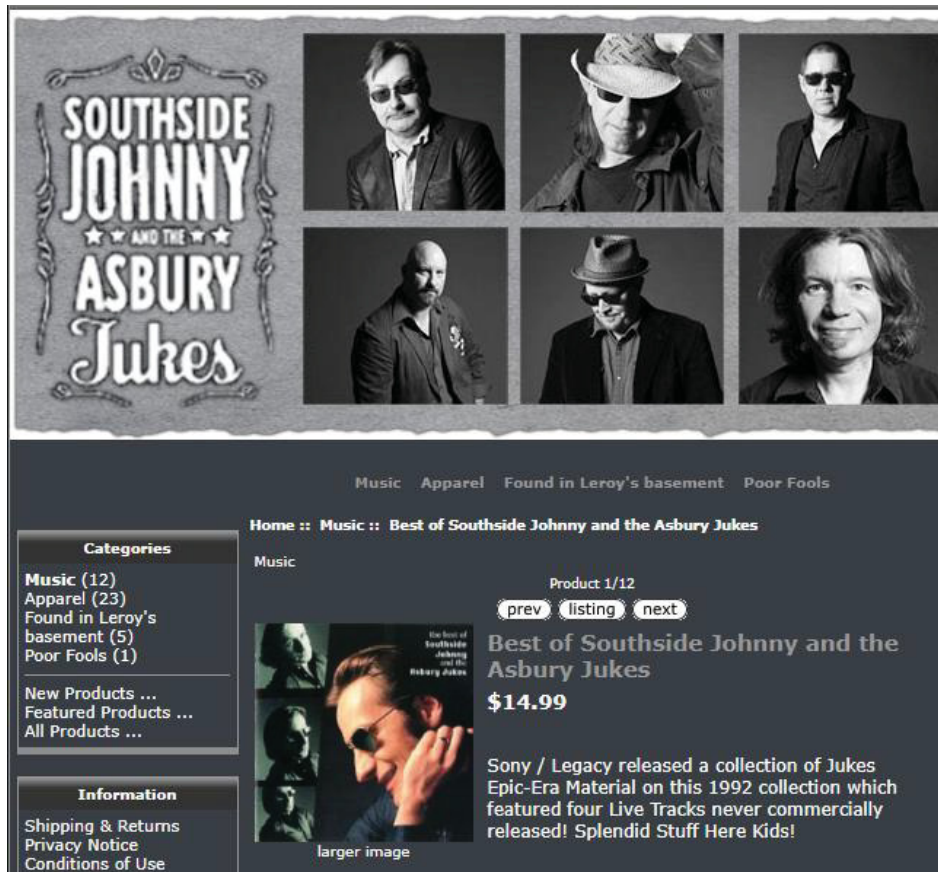 SOUTHSIDE
JOHNNY
AND THE
ASBURY
Jukes
Music Apparel Found in Leroy's basement Poor Fools
Home :: Music :: Best of Southside Johnny and the Asbury Jukes
Categories
Music (12)
Apparel (23)
Found in Leroy's
basement (5)
Poor Fools (1)
New Products ...
Featured Products ...
All Products ...
Information
Shipping & Returns
Privacy Notice
Conditions of Use
Music
Product 1/12
prev listing next
the best of
Southside
Johnny
and the
Asbury Jukes
larger image
Best of Southside Johnny and the
Asbury Jukes
$14.99
Sony / Legacy released a collection of Jukes
Epic-Era Material on this 1992 collection which
featured four Live Tracks never commercially
released! Splendid Stuff Here Kids!